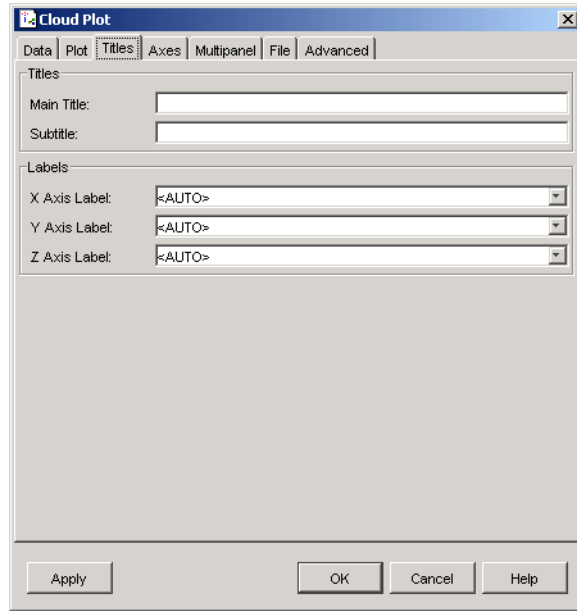 Cloud Plot
Data Plot Titles Axes Multipanel File Advanced
Titles
Main Title:
Subtitle:
Labels
X Axis Label: <AUTO>
Y Axis Label: <AUTO>
Z Axis Label: <AUTO>
Apply OK Cancel Help